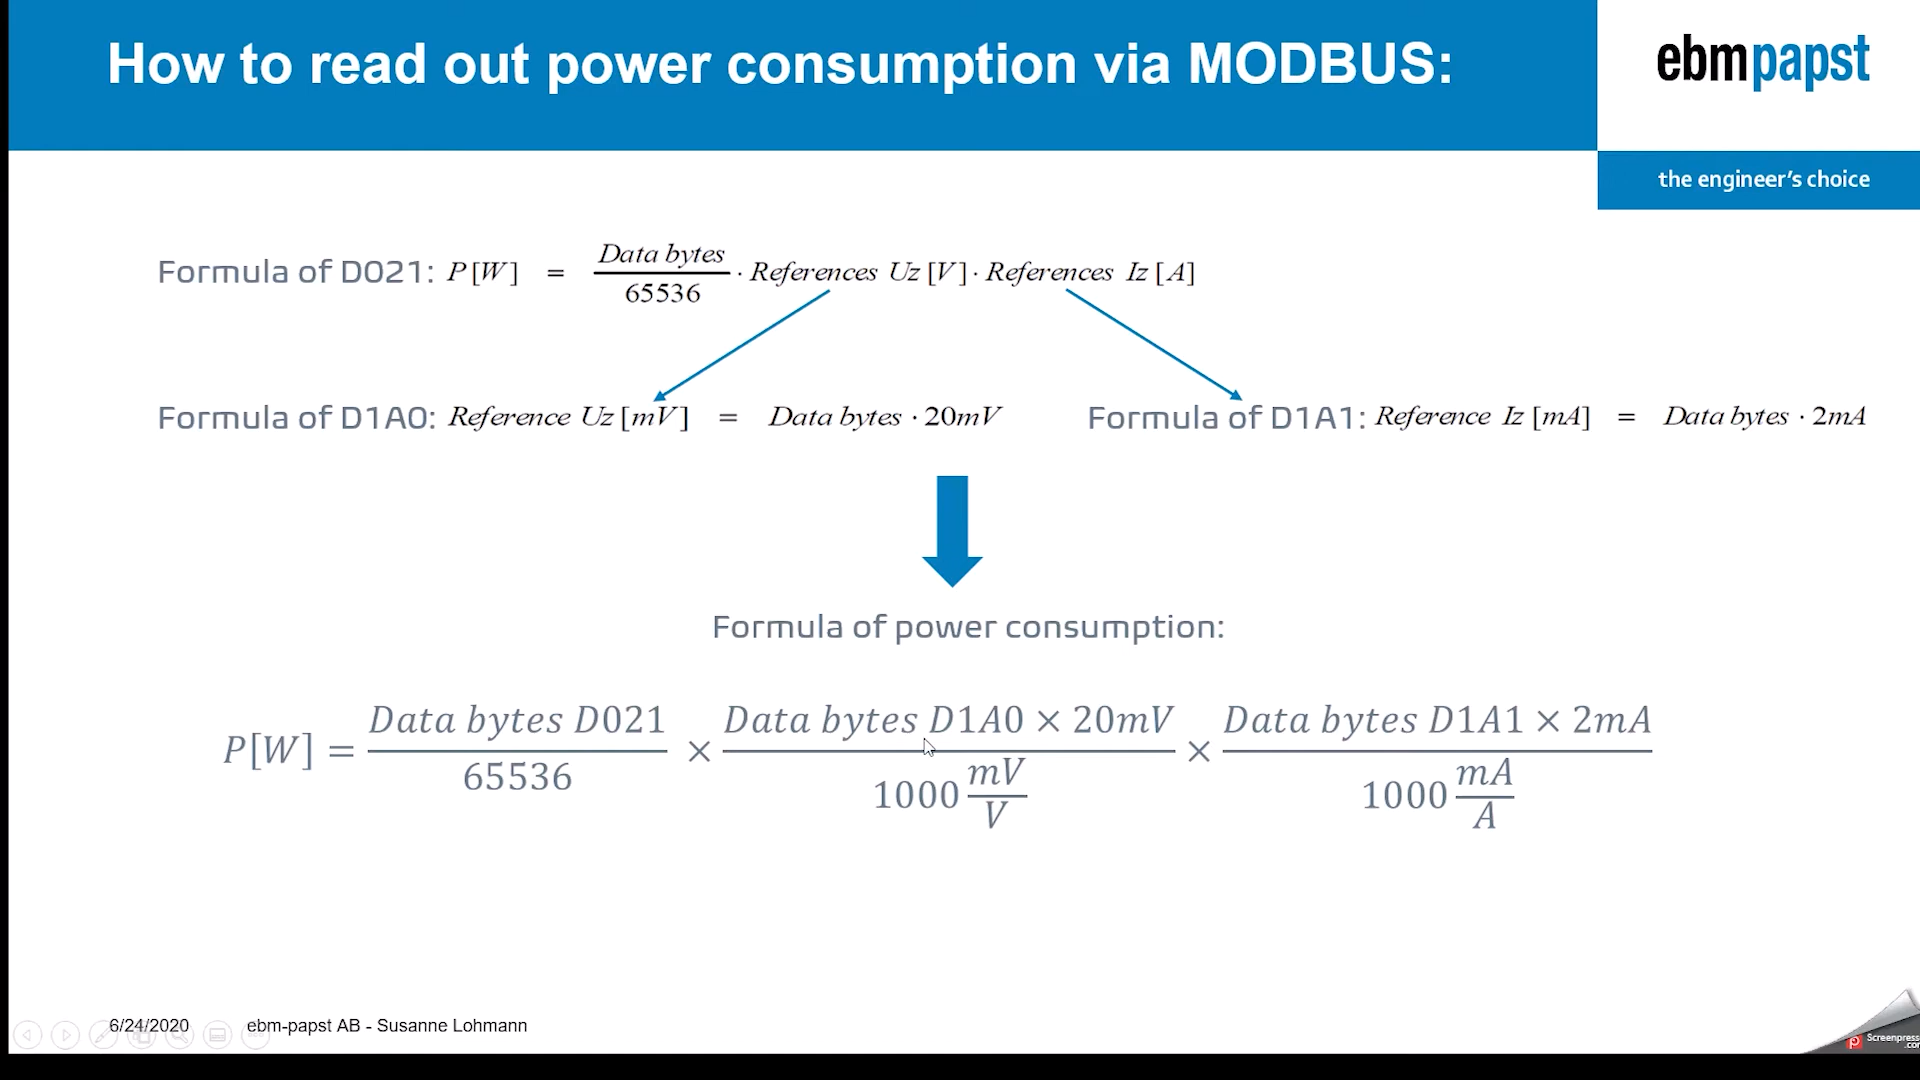 How to read out power consumption via MODBUS:
ebmpapst
the engineer's choice
Formula of D021: P [W] = Data bytes / 65536 · References Uz [V] · References Iz [A]
Formula of D1A0: Reference Uz [mV] = Data bytes · 20mV
Formula of D1A1: Reference Iz [mA] = Data bytes · 2mA
Formula of power consumption:
P[W] = Data bytes D021 / 65536 × Data bytes D1A0 × 20mV / 1000 mV/V × Data bytes D1A1 × 2mA / 1000 mA/A
6/24/2020 ebm-papst AB - Susanne Lohmann
Screenpresso